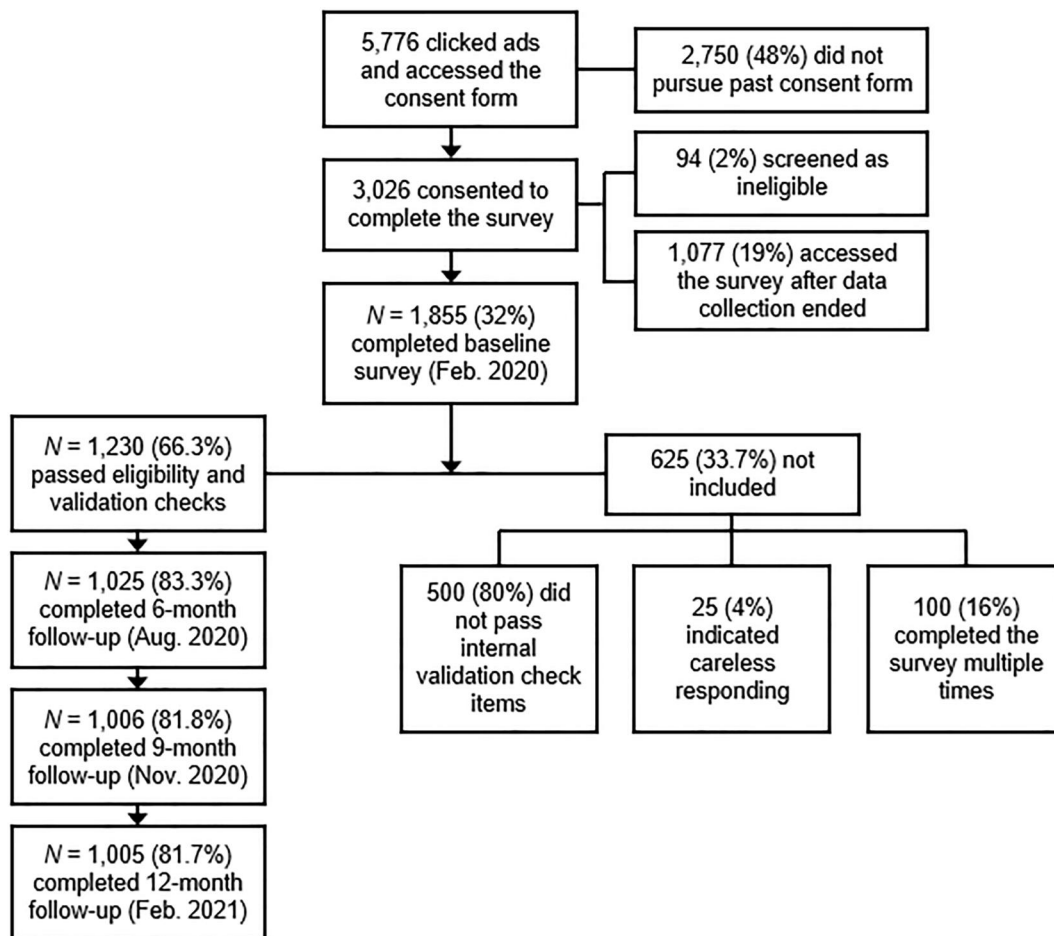 5,776 clicked ads
and accessed the
consent form
2,750 (48%) did not
pursue past consent form
94 (2%) screened as
ineligible
3,026 consented to
complete the survey
1,077 (19%) accessed
the survey after data
collection ended
N = 1,855 (32%)
completed baseline
survey (Feb. 2020)
N = 1,230 (66.3%)
passed eligibility and
validation checks
625 (33.7%) not
included
N = 1,025 (83.3%)
completed 6-month
follow-up (Aug. 2020)
500 (80%) did
not pass
internal
validation check
items
25 (4%)
indicated
careless
responding
100 (16%)
completed the
survey multiple
times
N = 1,006 (81.8%)
completed 9-month
follow-up (Nov. 2020)
N = 1,005 (81.7%)
completed 12-month
follow-up (Feb. 2021)